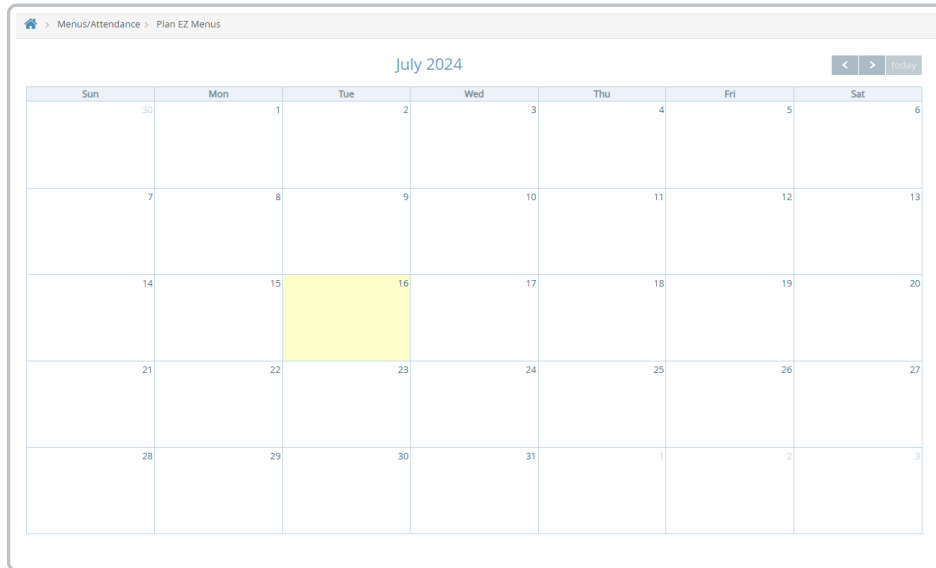 > Menus/Attendance > Plan EZ Menus
July 2024
< > today
Sun Mon Tue Wed Thu Fri Sat
30 1 2 3 4 5 6
7 8 9 10 11 12 13
14 15 16 17 18 19 20
21 22 23 24 25 26 27
28 29 30 31 1 2 3